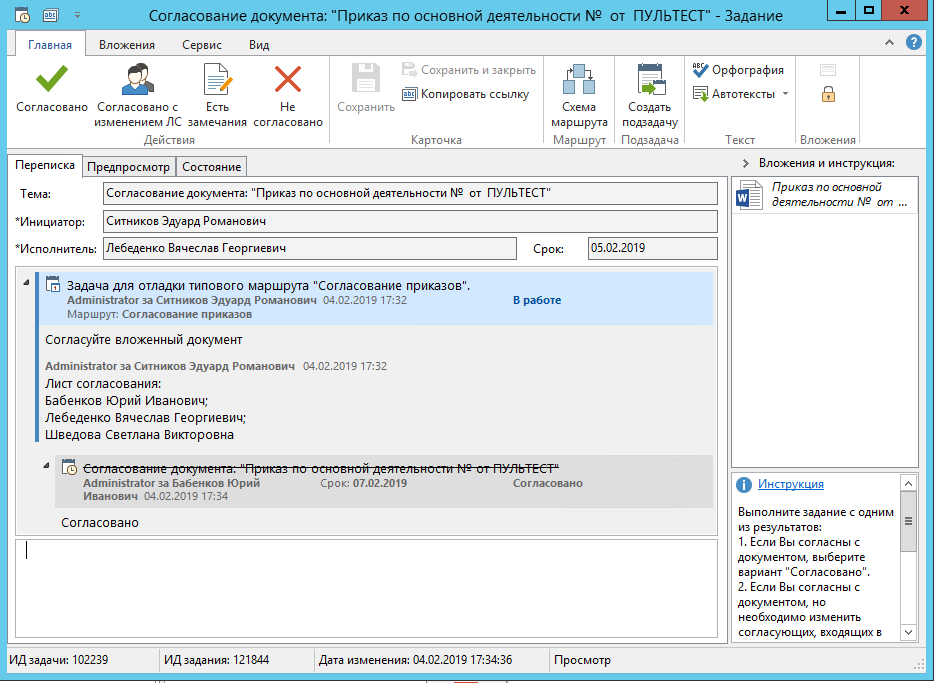 Согласование документа: "Приказ по основной деятельности № от ПУЛЬТЕСТ" - Задание
Главная Вложения Сервис Вид
Согласовано
Согласовано с изменением ЛС
Есть замечания
Не согласовано
Действия
Сохранить
Сохранить и закрыть
Копировать ссылку
Карточка
Схема маршрута
Маршрут
Создать подзадачу
Подзадача
Орфография
Автотексты
Текст
Вложения
Переписка Предпросмотр Состояние
Тема: Согласование документа: "Приказ по основной деятельности № от ПУЛЬТЕСТ"
*Инициатор: Ситников Эдуард Романович
*Исполнитель: Лебеденко Вячеслав Георгиевич Срок: 05.02.2019
Задача для отладки типового маршрута "Согласование приказов".
Administrator за Ситников Эдуард Романович 04.02.2019 17:32 В работе
Маршрут: Согласование приказов
Согласуйте вложенный документ
Administrator за Ситников Эдуард Романович 04.02.2019 17:32
Лист согласования:
Бабенков Юрий Иванович;
Лебеденко Вячеслав Георгиевич;
Шведова Светлана Викторовна
Согласование документа: "Приказ по основной деятельности № от ПУЛЬТЕСТ"
Administrator за Бабенков Юрий Срок: 07.02.2019 Согласовано
Иванович 04.02.2019 17:34
Согласовано
Вложения и инструкция:
Приказ по основной
деятельности № от ...
Инструкция
Выполните задание с одним
из результатов:
1. Если Вы согласны с
документом, выберите
вариант "Согласовано".
2. Если Вы согласны с
документом, но
необходимо изменить
согласующих, входящих в
ИД задачи: 102239 ИД задания: 121844 Дата изменения: 04.02.2019 17:34:36 Просмотр